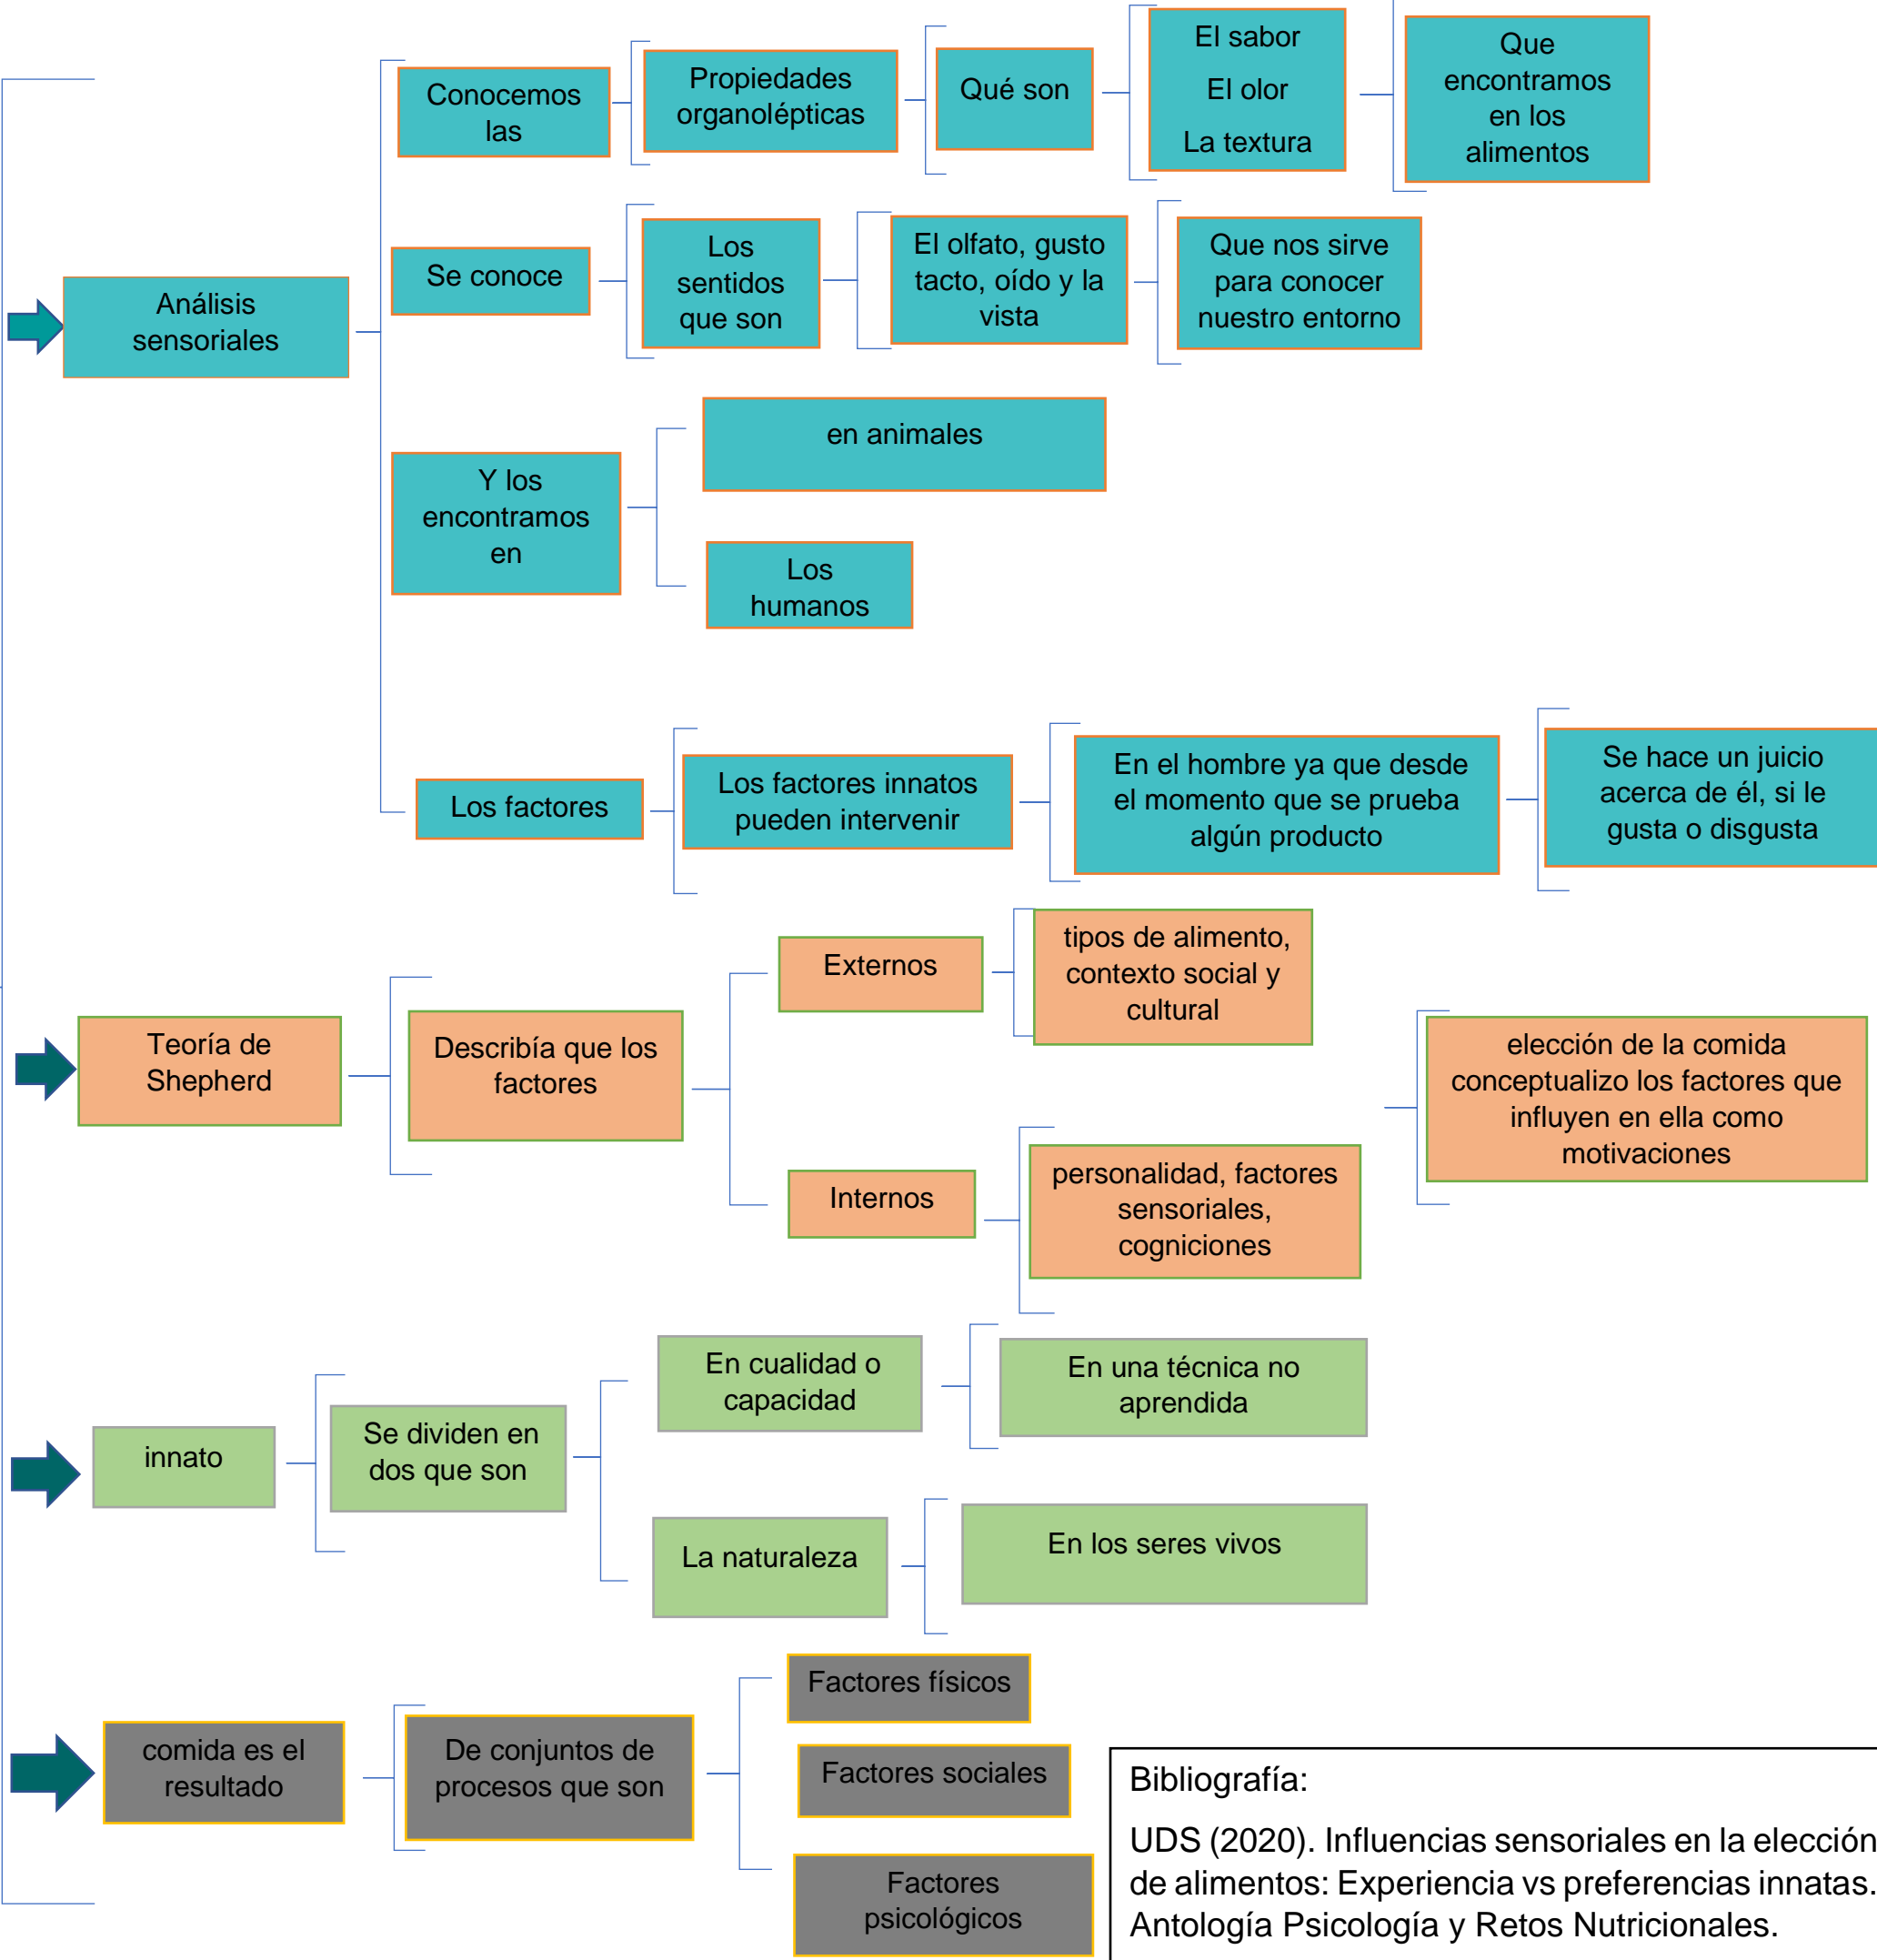 Conocemos
las
Propiedades
organolépticas
Qué son
El sabor
El olor
La textura
Que
encontramos
en los
alimentos
Análisis
sensoriales
Se conoce
Los
sentidos
que son
El olfato, gusto
tacto, oído y la
vista
Que nos sirve
para conocer
nuestro entorno
Y los
encontramos
en
en animales
Los
humanos
Los factores
Los factores innatos
pueden intervenir
En el hombre ya que desde
el momento que se prueba
algún producto
Se hace un juicio
acerca de él, si le
gusta o disgusta
Teoría de
Shepherd
Describía que los
factores
Externos
tipos de alimento,
contexto social y
cultural
Internos
personalidad, factores
sensoriales,
cogniciones
elección de la comida
conceptualizo los factores que
influyen en ella como
motivaciones
innato
Se dividen en
dos que son
En cualidad o
capacidad
En una técnica no
aprendida
La naturaleza
En los seres vivos
comida es el
resultado
De conjuntos de
procesos que son
Factores físicos
Factores sociales
Factores
psicológicos
Bibliografía:
UDS (2020). Influencias sensoriales en la elección
de alimentos: Experiencia vs preferencias innatas.
Antología Psicología y Retos Nutricionales.